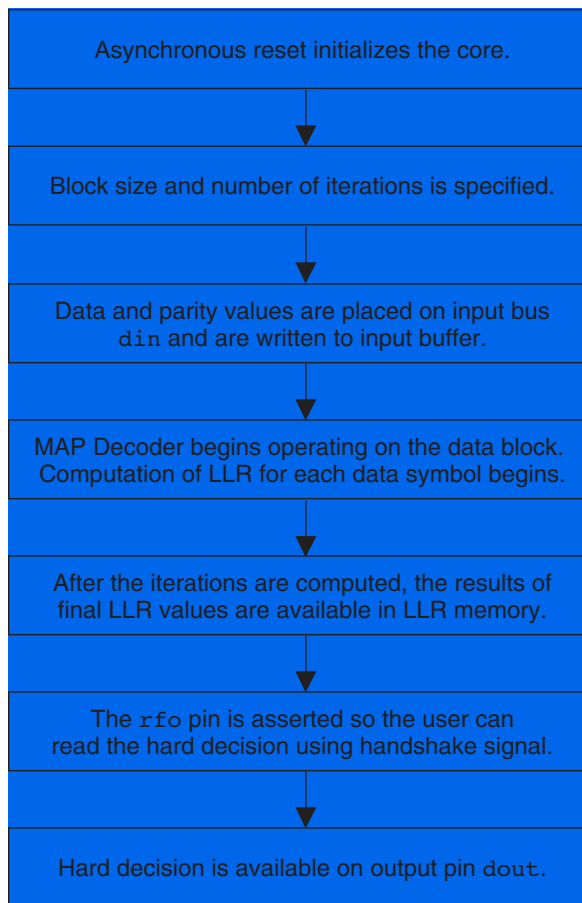 Asynchronous reset initializes the core.
Block size and number of iterations is specified.
Data and parity values are placed on input bus
din and are written to input buffer.
MAP Decoder begins operating on the data block.
Computation of LLR for each data symbol begins.
After the iterations are computed, the results of
final LLR values are available in LLR memory.
The rfo pin is asserted so the user can
read the hard decision using handshake signal.
Hard decision is available on output pin dout.